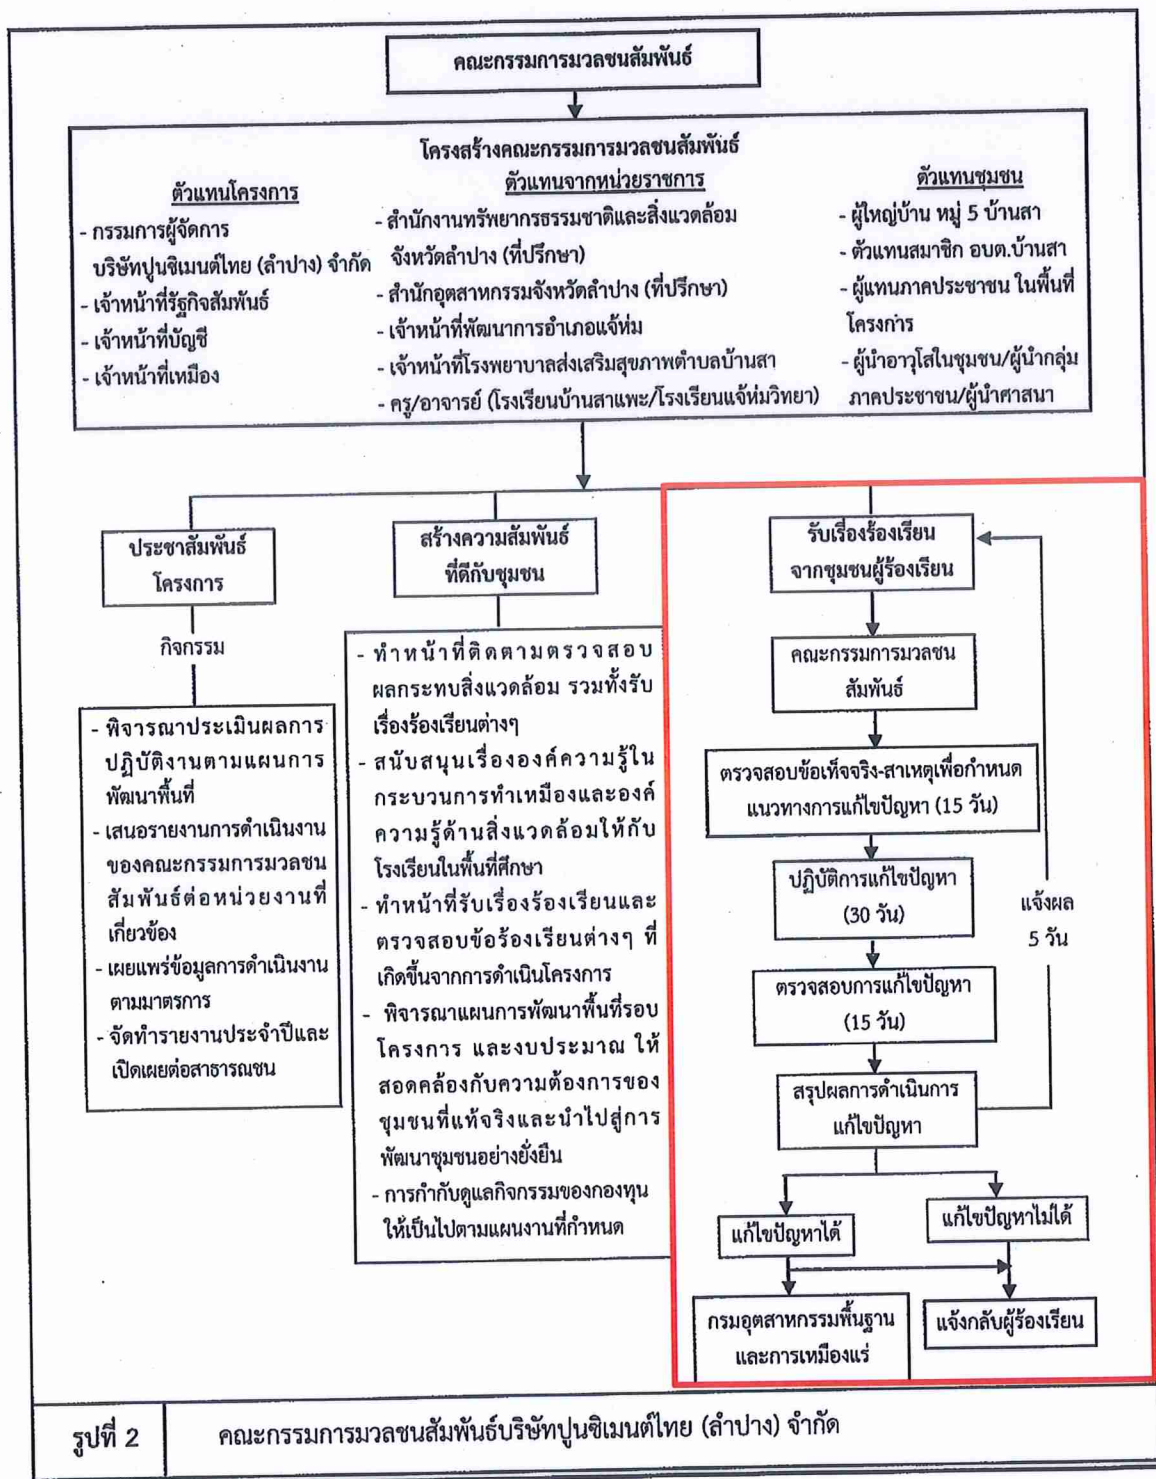 คณะกรรมการมวลชนสัมพันธ์
โครงสร้างคณะกรรมการมวลชนสัมพันธ์
ตัวแทนโครงการ
- กรรมการผู้จัดการ
บริษัทปูนซิเมนต์ไทย (ลำปาง) จำกัด
- เจ้าหน้าที่รัฐกิจสัมพันธ์
- เจ้าหน้าที่บัญชี
- เจ้าหน้าที่เหมือง
ตัวแทนจากหน่วยราชการ
- สำนักงานทรัพยากรธรรมชาติและสิ่งแวดล้อม
จังหวัดลำปาง (ที่ปรึกษา)
- สำนักอุตสาหกรรมจังหวัดลำปาง (ที่ปรึกษา)
- เจ้าหน้าที่พัฒนาการอำเภอแจ้ห่ม
- เจ้าหน้าที่โรงพยาบาลส่งเสริมสุขภาพตำบลบ้านสา
- ครู/อาจารย์ (โรงเรียนบ้านสาแพะ/โรงเรียนแจ้ห่มวิทยา)
ตัวแทนชุมชน
- ผู้ใหญ่บ้าน หมู่ 5 บ้านสา
- ตัวแทนสมาชิก อบต.บ้านสา
- ผู้แทนภาคประชาชน ในพื้นที่
โครงการ
- ผู้นำอาวุโสในชุมชน/ผู้นำกลุ่ม
ภาคประชาชน/ผู้นำศาสนา
ประชาสัมพันธ์
โครงการ
กิจกรรม
- พิจารณาประเมินผลการ
ปฏิบัติงานตามแผนการ
พัฒนาพื้นที่
- เสนอรายงานการดำเนินงาน
ของคณะกรรมการมวลชน
สัมพันธ์ต่อหน่วยงานที่
เกี่ยวข้อง
- เผยแพร่ข้อมูลการดำเนินงาน
ตามมาตรการ
- จัดทำรายงานประจำปีและ
เปิดเผยต่อสาธารณชน
สร้างความสัมพันธ์
ที่ดีกับชุมชน
- ทำหน้าที่ติดตามตรวจสอบ
ผลกระทบสิ่งแวดล้อม รวมทั้งรับ
เรื่องร้องเรียนต่างๆ
- สนับสนุนเรื่ององค์ความรู้ใน
กระบวนการทำเหมืองและองค์
ความรู้ด้านสิ่งแวดล้อมให้กับ
โรงเรียนในพื้นที่ศึกษา
- ทำหน้าที่รับเรื่องร้องเรียนและ
ตรวจสอบข้อร้องเรียนต่างๆ ที่
เกิดขึ้นจากการดำเนินโครงการ
- พิจารณาแผนการพัฒนาพื้นที่รอบ
โครงการ และงบประมาณ ให้
สอดคล้องกับความต้องการของ
ชุมชนที่แท้จริงและนำไปสู่การ
พัฒนาชุมชนอย่างยั่งยืน
- การกำกับดูแลกิจกรรมของกองทุน
ให้เป็นไปตามแผนงานที่กำหนด
รับเรื่องร้องเรียน
จากชุมชนผู้ร้องเรียน
คณะกรรมการมวลชน
สัมพันธ์
ตรวจสอบข้อเท็จจริง-สาเหตุเพื่อกำหนด
แนวทางการแก้ไขปัญหา (15 วัน)
ปฏิบัติการแก้ไขปัญหา
(30 วัน)
แจ้งผล
5 วัน
ตรวจสอบการแก้ไขปัญหา
(15 วัน)
สรุปผลการดำเนินการ
แก้ไขปัญหา
แก้ไขปัญหาได้
แก้ไขปัญหาไม่ได้
กรมอุตสาหกรรมพื้นฐาน
และการเหมืองแร่
แจ้งกลับผู้ร้องเรียน
รูปที่ 2
คณะกรรมการมวลชนสัมพันธ์บริษัทปูนซิเมนต์ไทย (ลำปาง) จำกัด